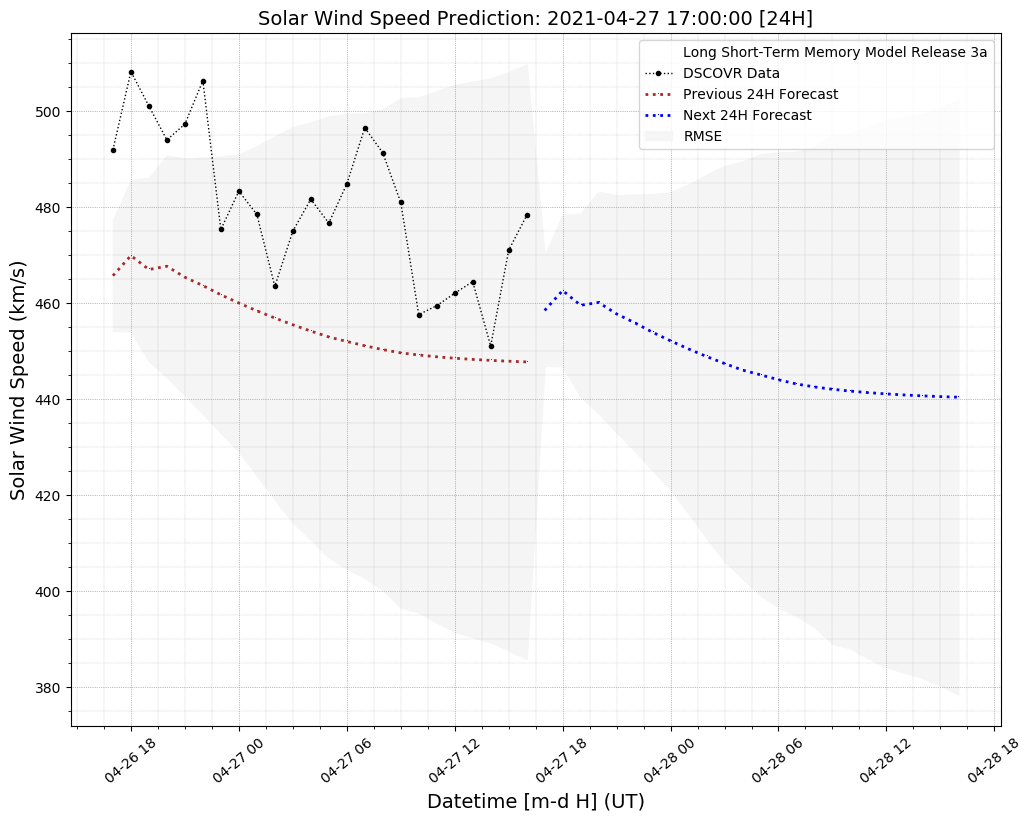 Solar Wind Speed Prediction: 2021-04-27 17:00:00 [24H]
Long Short-Term Memory Model Release 3a
DSCOVR Data
Previous 24H Forecast
Next 24H Forecast
RMSE
Solar Wind Speed (km/s)
500
480
460
440
420
400
380
04-26 18
04-27 00
04-27 06
04-27 12
04-27 18
04-28 00
04-28 06
04-28 12
04-28 18
Datetime [m-d H] (UT)